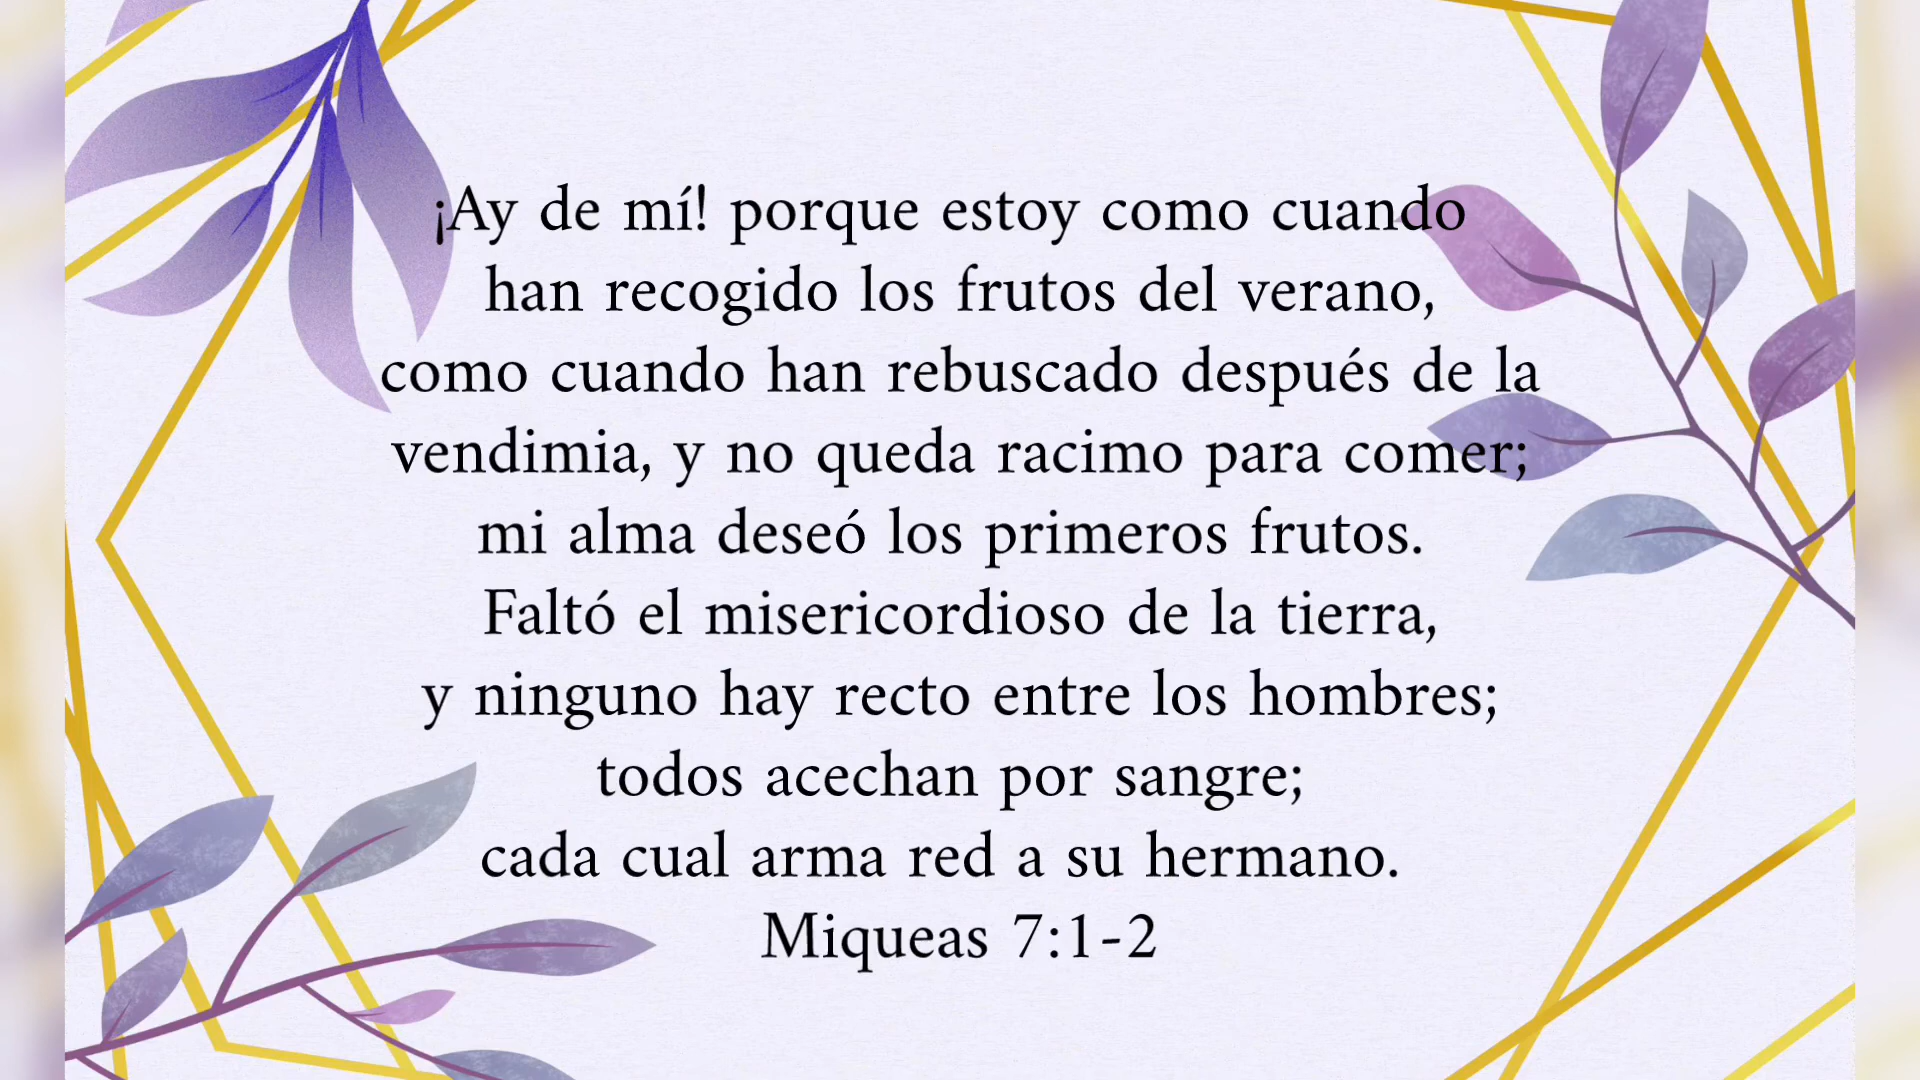 ¡Ay de mí! porque estoy como cuando
han recogido los frutos del verano,
como cuando han rebuscado después de la
vendimia, y no queda racimo para comer;
mi alma deseó los primeros frutos.
Faltó el misericordioso de la tierra,
y ninguno hay recto entre los hombres;
todos acechan por sangre;
cada cual arma red a su hermano.
Miqueas 7:1-2